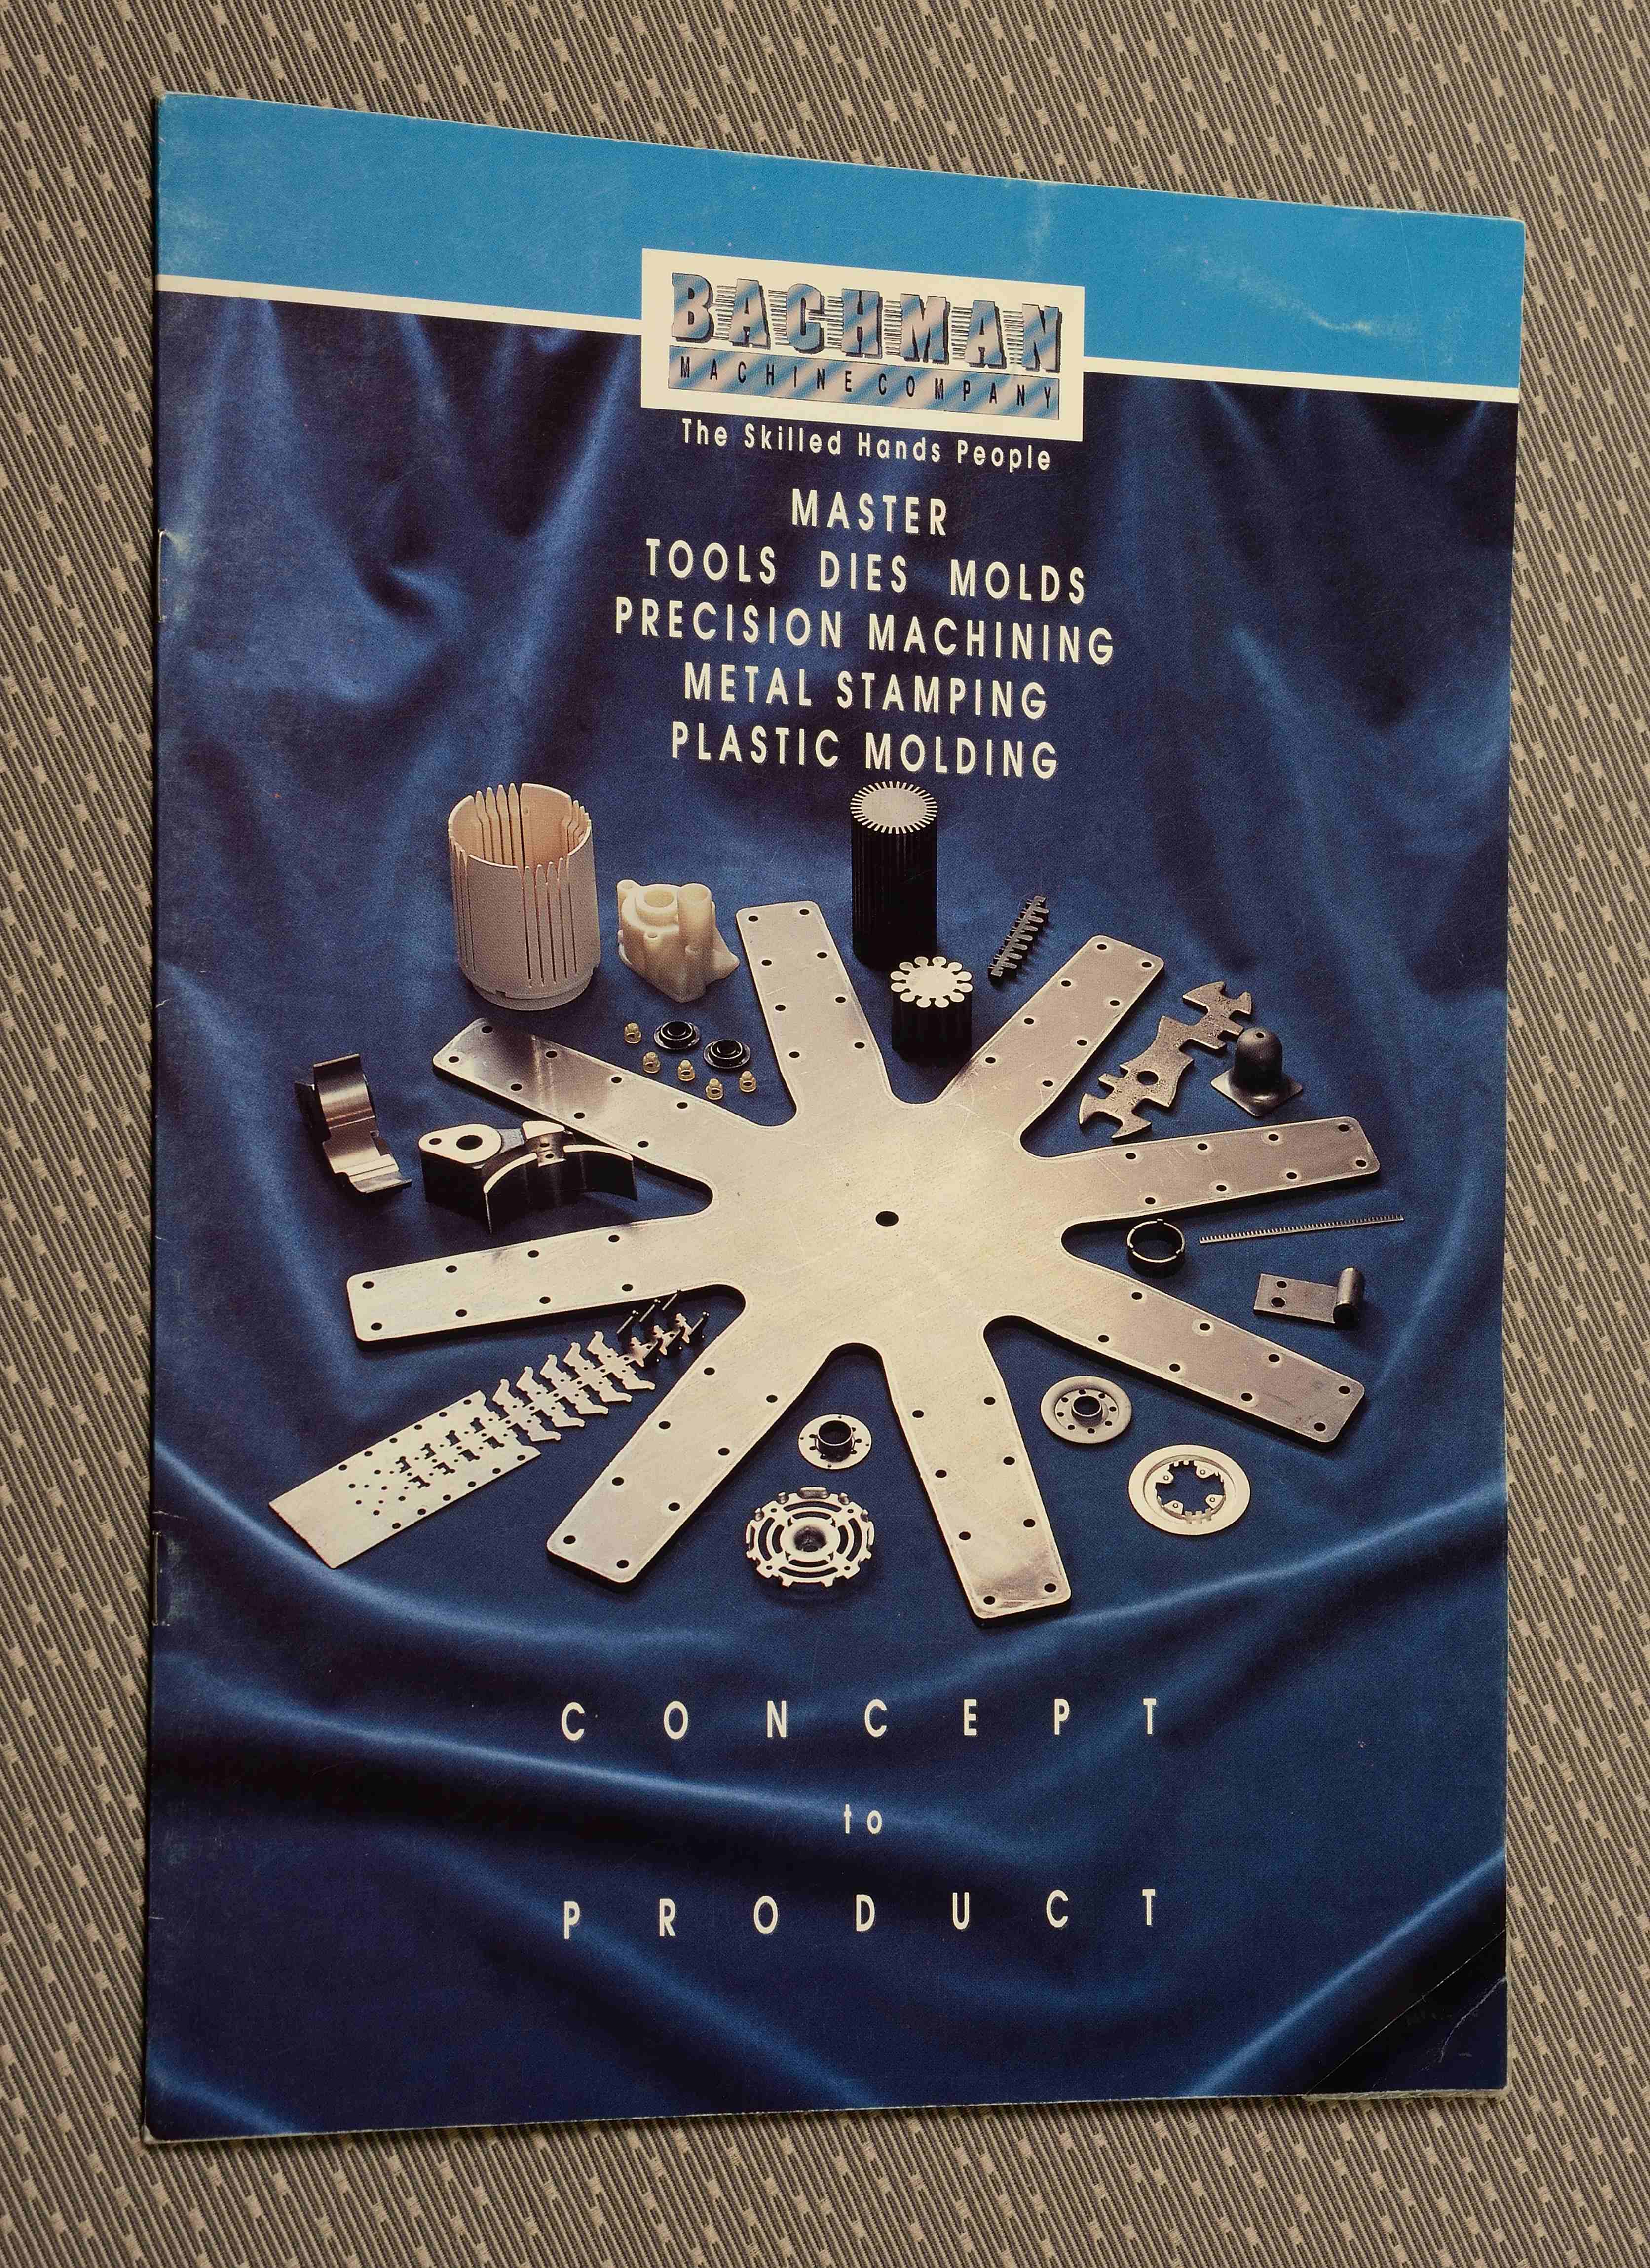 BACHMAN
MACHINE COMPANY
The Skilled Hands People
MASTER
TOOLS DIES MOLDS
PRECISION MACHINING
METAL STAMPING
PLASTIC MOLDING
CONCEPT
to
PRODUCT